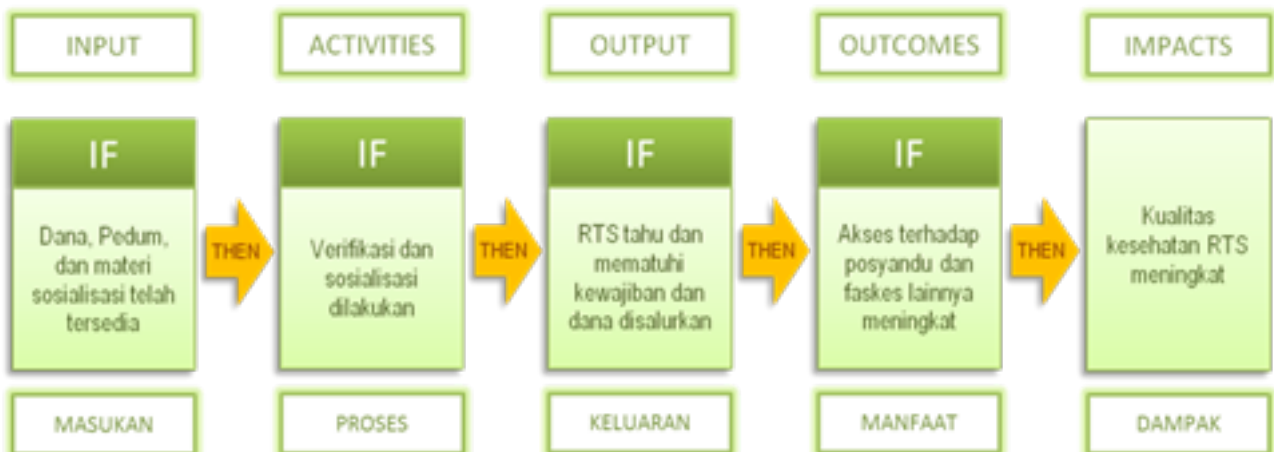 INPUT
ACTIVITIES
OUTPUT
OUTCOMES
IMPACTS
IF
Dana, Pedum,
dan materi
sosialisasi telah
tersedia
THEN
IF
Verifikasi dan
sosialisasi
dilakukan
THEN
IF
RTS tahu dan
mematuhi
kewajiban dan
dana disalurkan
THEN
IF
Akses terhadap
posyandu dan
faskes lainnya
meningkat
THEN
Kualitas
kesehatan RTS
meningkat
MASUKAN
PROSES
KELUARAN
MANFAAT
DAMPAK